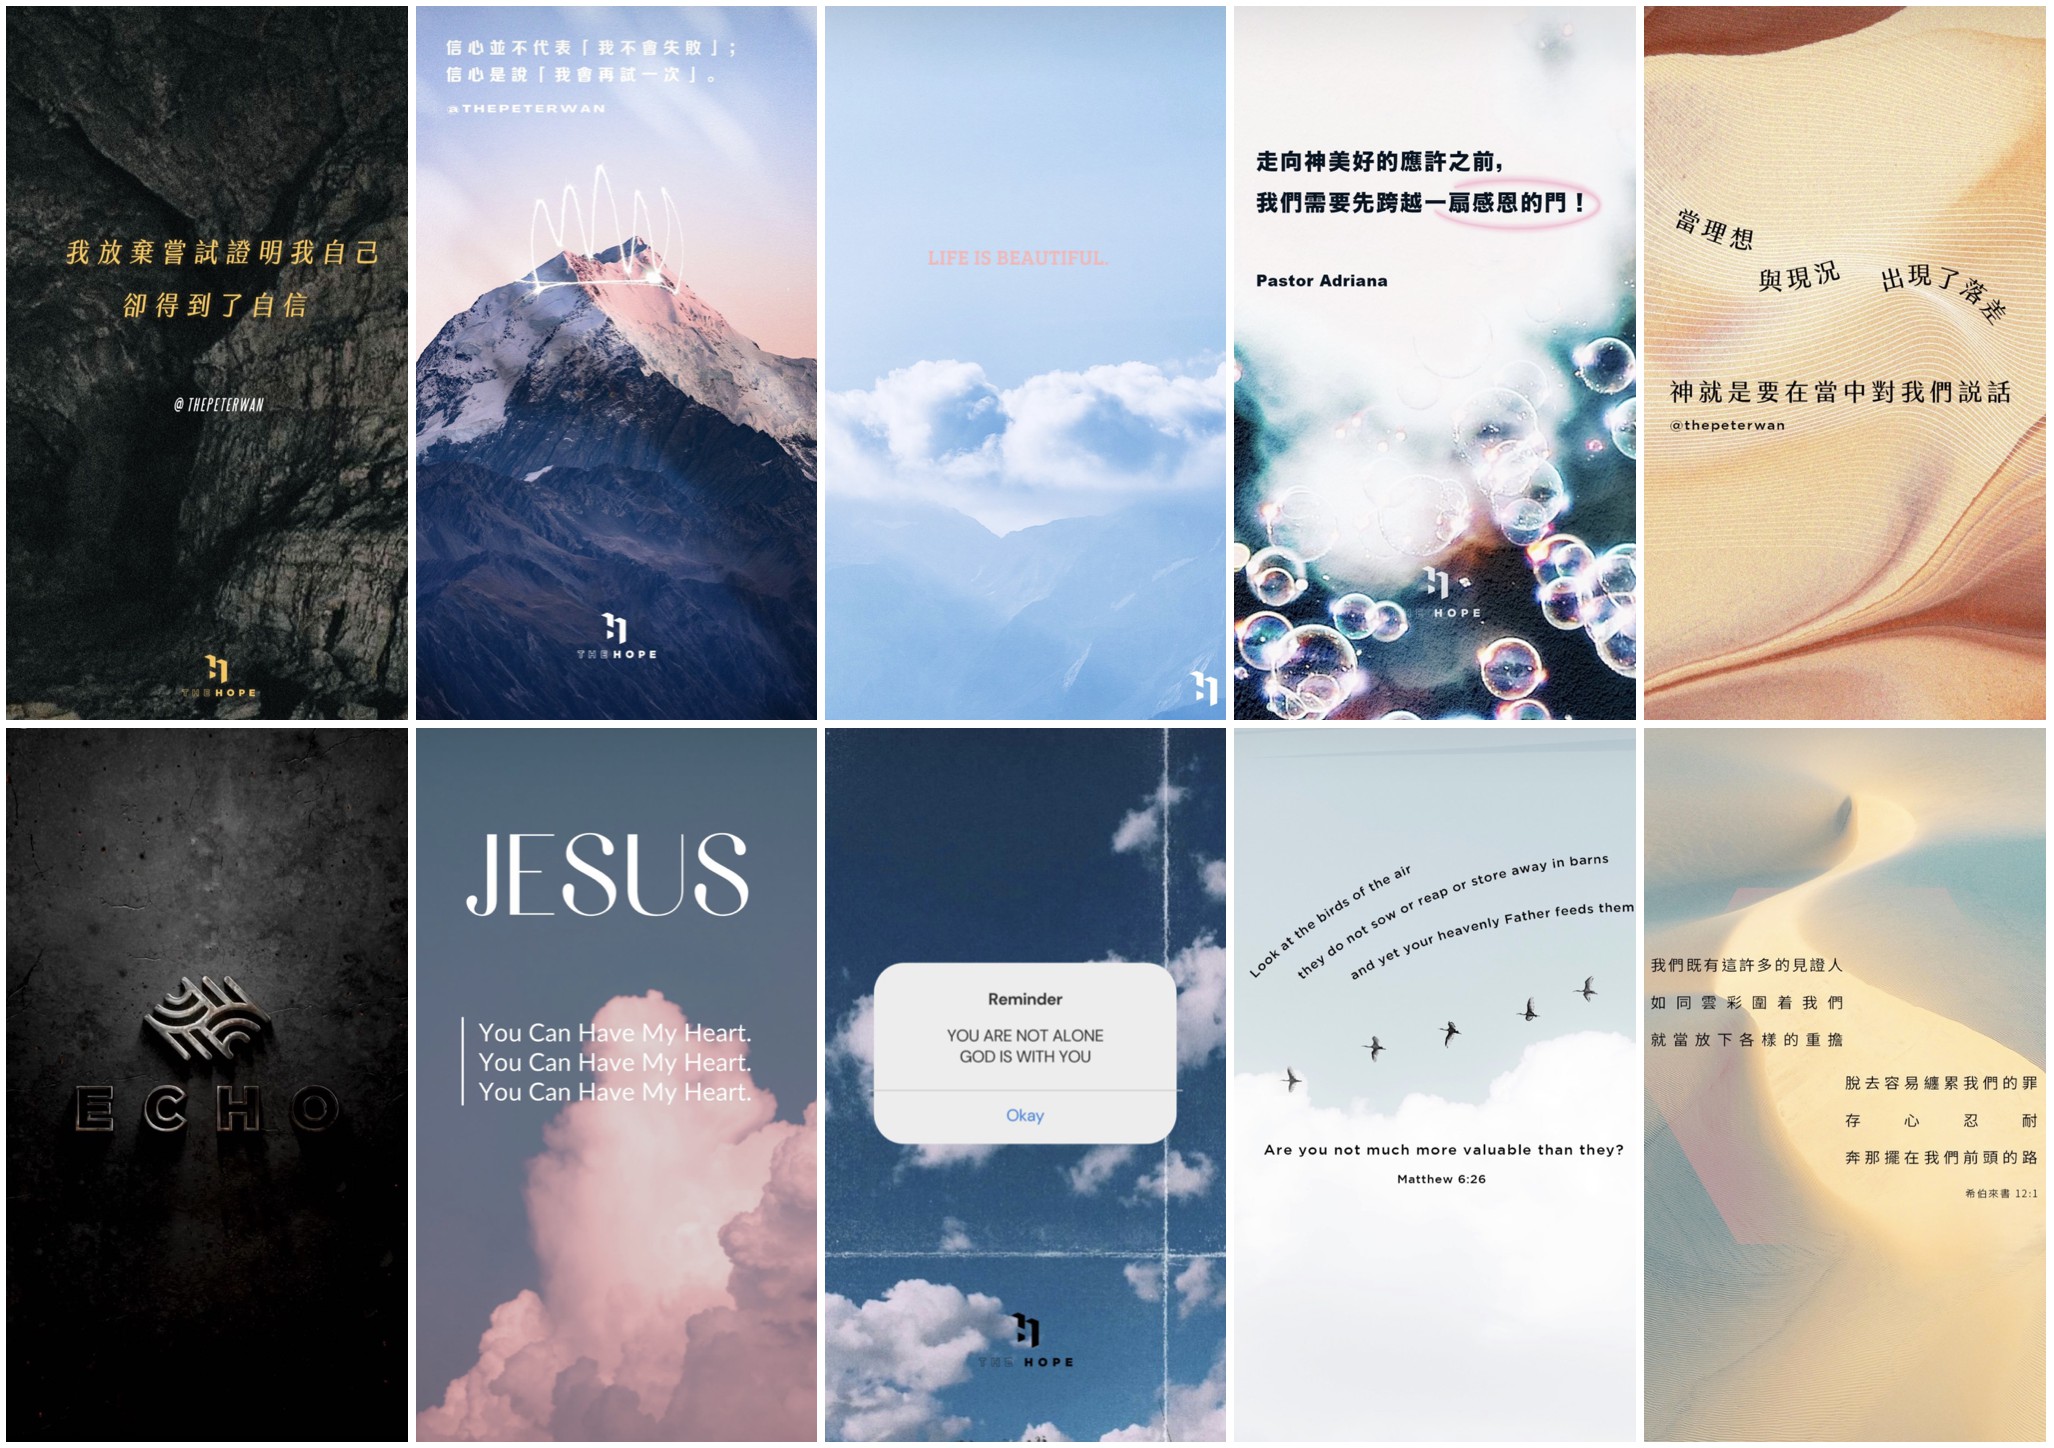 我放棄嘗試證明我自己
卻得到了自信
@THEPETERWAN
THEHOPE
信心並不代表「我不會失敗」；
信心是說「我會再試一次」。
@THEPETERWAN
THEHOPE
LIFE IS BEAUTIFUL.
走向神美好的應許之前，
我們需要先跨越一扇感恩的門！
Pastor Adriana
HOPE
當理想
與現況
出現了落差
神就是要在當中對我們説話
@thepeterwan
ECHO
JESUS
You Can Have My Heart.
You Can Have My Heart.
You Can Have My Heart.
Reminder
YOU ARE NOT ALONE
GOD IS WITH YOU
Okay
THE HOPE
Look at the birds of the air
they do not sow or reap or store away in barns
and yet your heavenly Father feeds them
Are you not much more valuable than they?
Matthew 6:26
我們既有這許多的見證人
如同雲彩圍着我們
就當放下各樣的重擔
脫去容易纏累我們的罪
存心忍耐
奔那擺在我們前頭的路
希伯來書 12:1